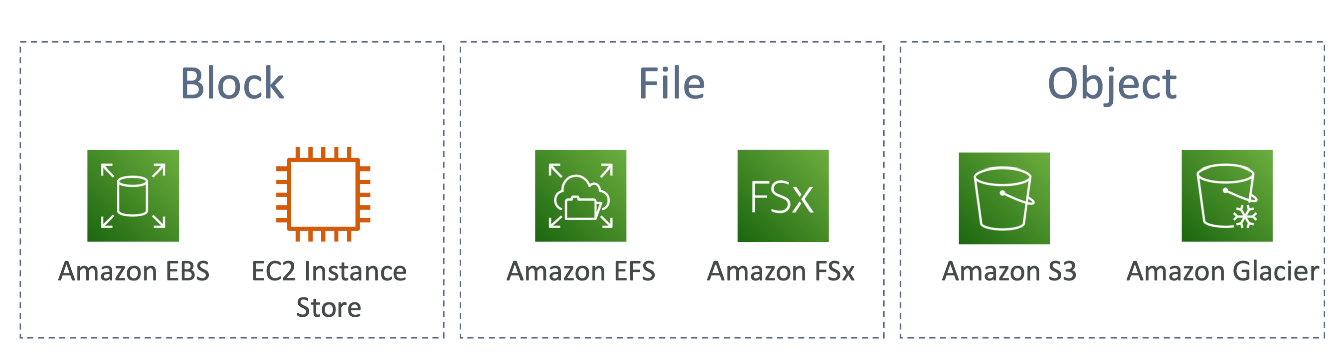 Block
Amazon EBS
EC2 Instance
Store
File
Amazon EFS
FSx
Amazon FSx
Object
Amazon S3
Amazon Glacier